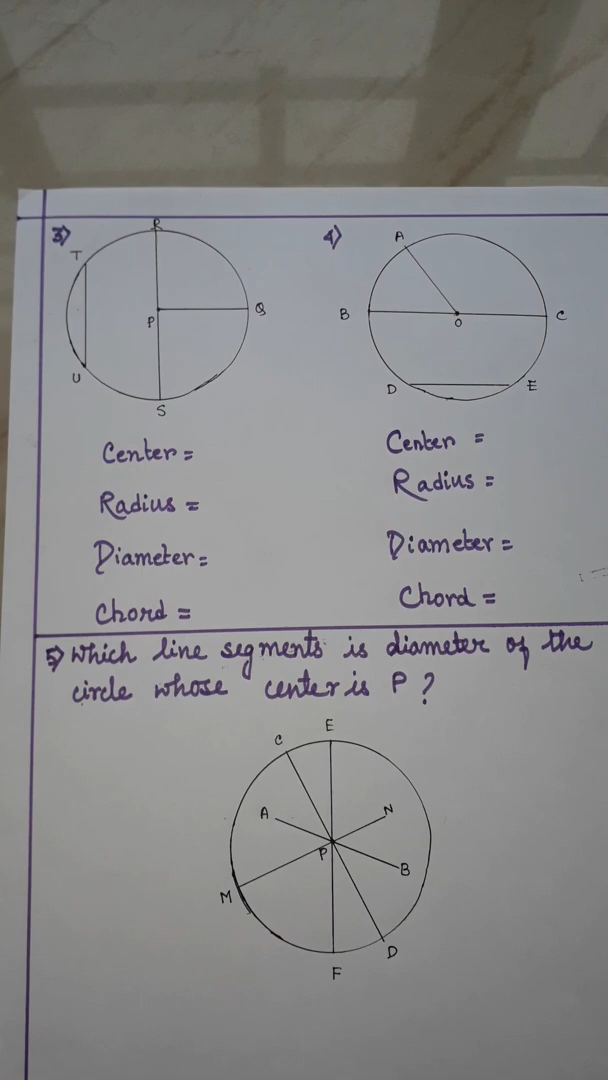 3) R 4) A
T
P Q B O C
U D E
S
Center = Center =
Radius = Radius =
Diameter = Diameter =
Chord = Chord =
5) Which line segments is diameter of the
circle whose center is P ?
C E
A N
P B
M D
F